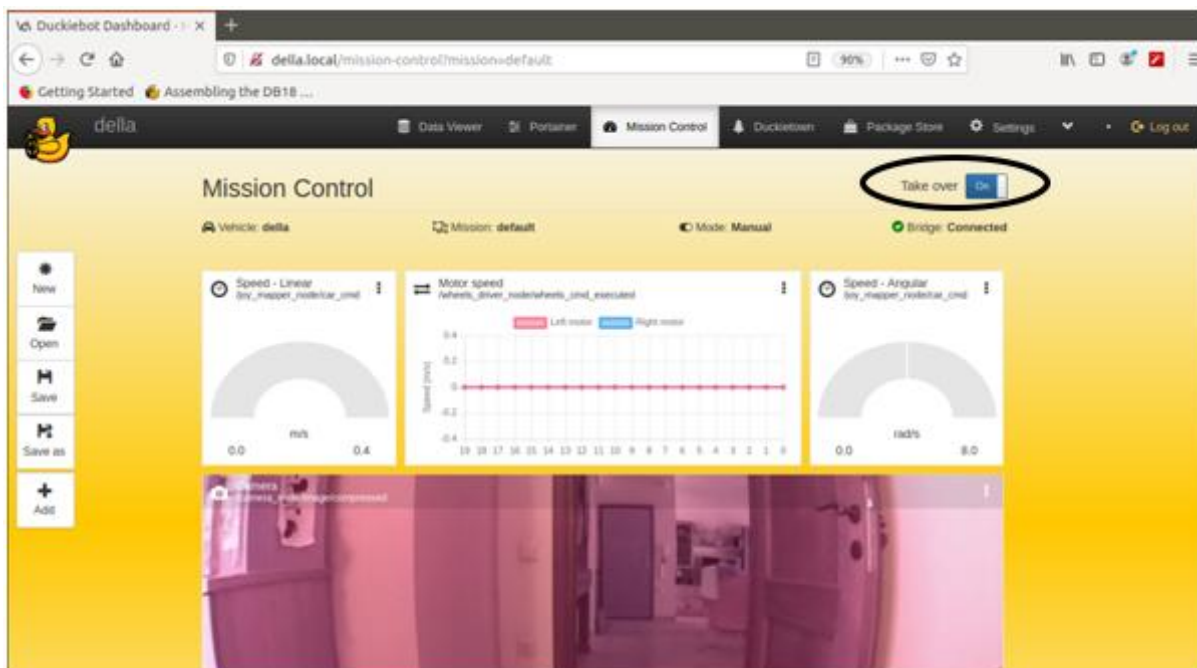 Duckiebot Dashboard -
della.local/mission-control?mission=default
90%
Getting Started Assembling the DB18 ...
della Data Viewer Portainer Mission Control Duckietown Package Store Settings Log out
Mission Control
Take over On
Vehicle: della Mission: default Mode: Manual Bridge: Connected
New
Open
Save
Save as
Add
Speed - Linear
/joy_mapper_node/car_cmd
m/s
0.0 0.4
Motor speed
/wheels_driver_node/wheels_cmd_executed
Left motor Right motor
Speed (m/s)
0.4
0.2
0
-0.2
-0.4
19 18 17 16 15 14 13 12 11 10 9 8 7 6 5 4 3 2 1 0
Speed - Angular
/joy_mapper_node/car_cmd
rad/s
0.0 8.0
Camera
/camera_node/image/compressed